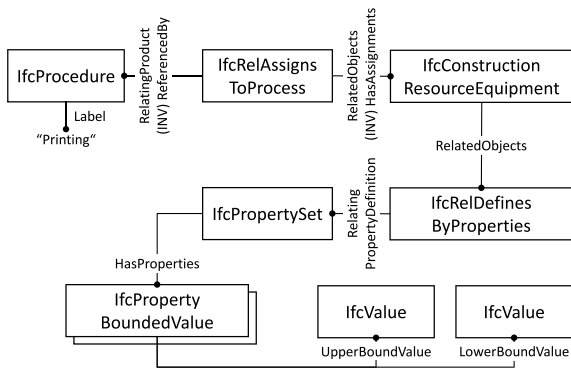 IfcProcedure
RelatingProduct
(INV) ReferencedBy
IfcRelAssigns
ToProcess
RelatedObjects
(INV) HasAssignments
IfcConstruction
ResourceEquipment
Label
“Printing“
RelatedObjects
IfcPropertySet
Relating
PropertyDefinition
IfcRelDefines
ByProperties
HasProperties
IfcProperty
BoundedValue
IfcValue
IfcValue
UpperBoundValue
LowerBoundValue